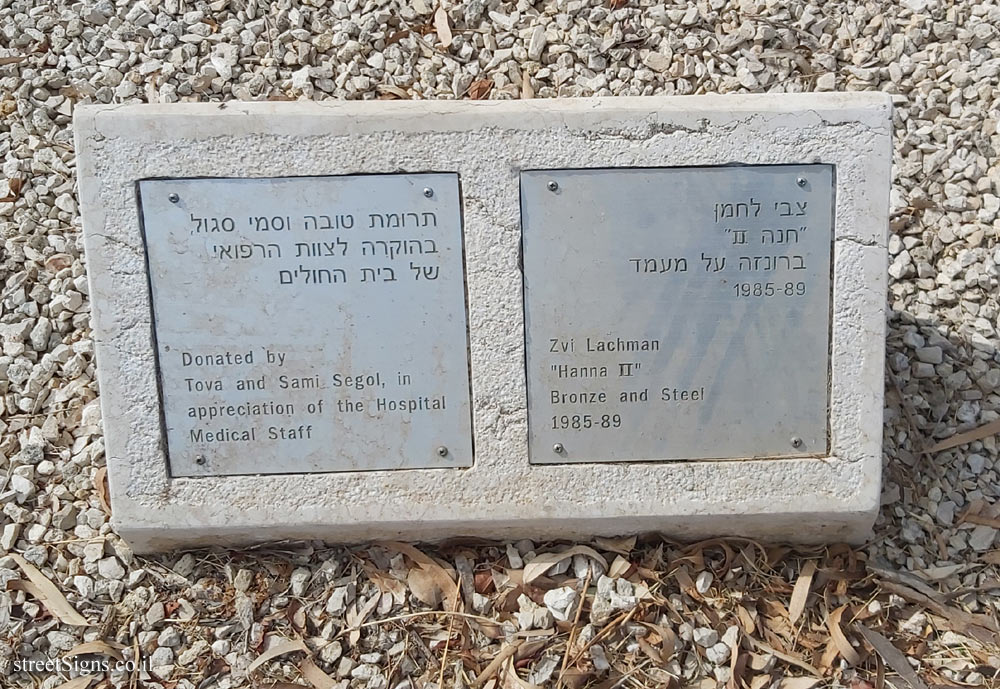 תרומת טובה וסמי סגול,
בהוקרה לצוות הרפואי
של בית החולים
Donated by
Tova and Sami Segol, in
appreciation of the Hospital
Medical Staff
צבי לחמן
"חנה II"
ברונזה על מעמד
1985-89
Zvi Lachman
"Hanna II"
Bronze and Steel
1985-89
streetSigns.co.il